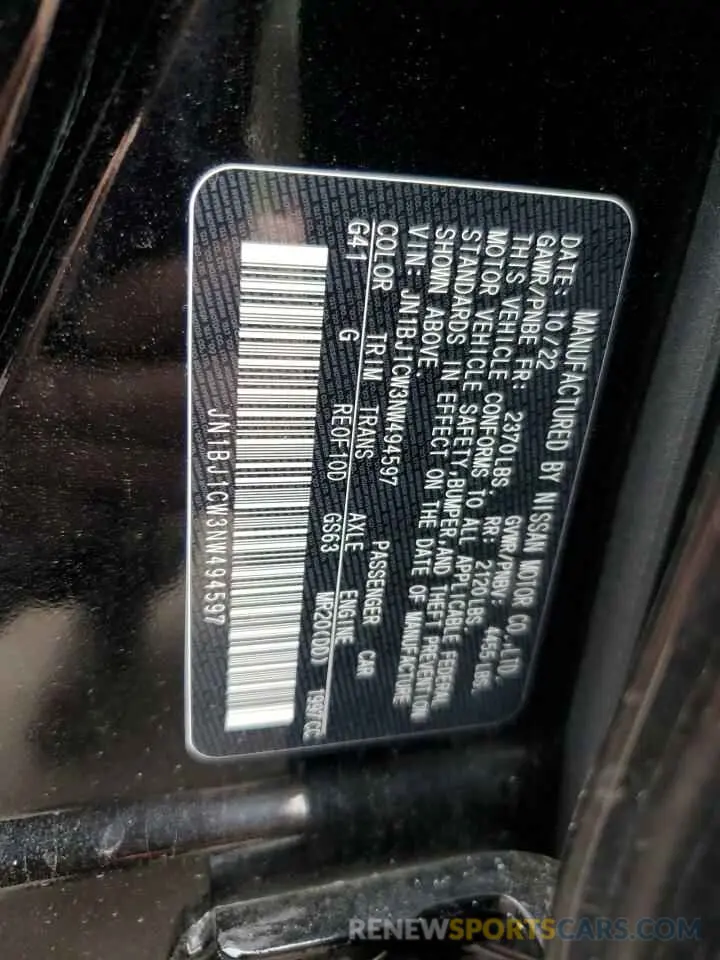 MANUFACTURED BY NISSAN MOTOR CO.,LTD.
DATE: 10/22 GVWR/PNBV: 4455 LBS.
GAWR/PNBE FR: 2370LBS. RR: 2120 LBS.
THIS VEHICLE CONFORMS TO ALL APPLICABLE FEDERAL
MOTOR VEHICLE SAFETY,BUMPER,AND THEFT PREVENTION
STANDARDS IN EFFECT ON THE DATE OF MANUFACTURE
SHOWN ABOVE.
VIN: JN1BJ1CW3NW494597 PASSENGER CAR
COLOR TRIM TRANS AXLE ENGINE
G41 G RE0F10D GS63 MR20(DD) 1997CC
JN1BJ1CW3NW494597
RENEWSPORTSCARS.COM